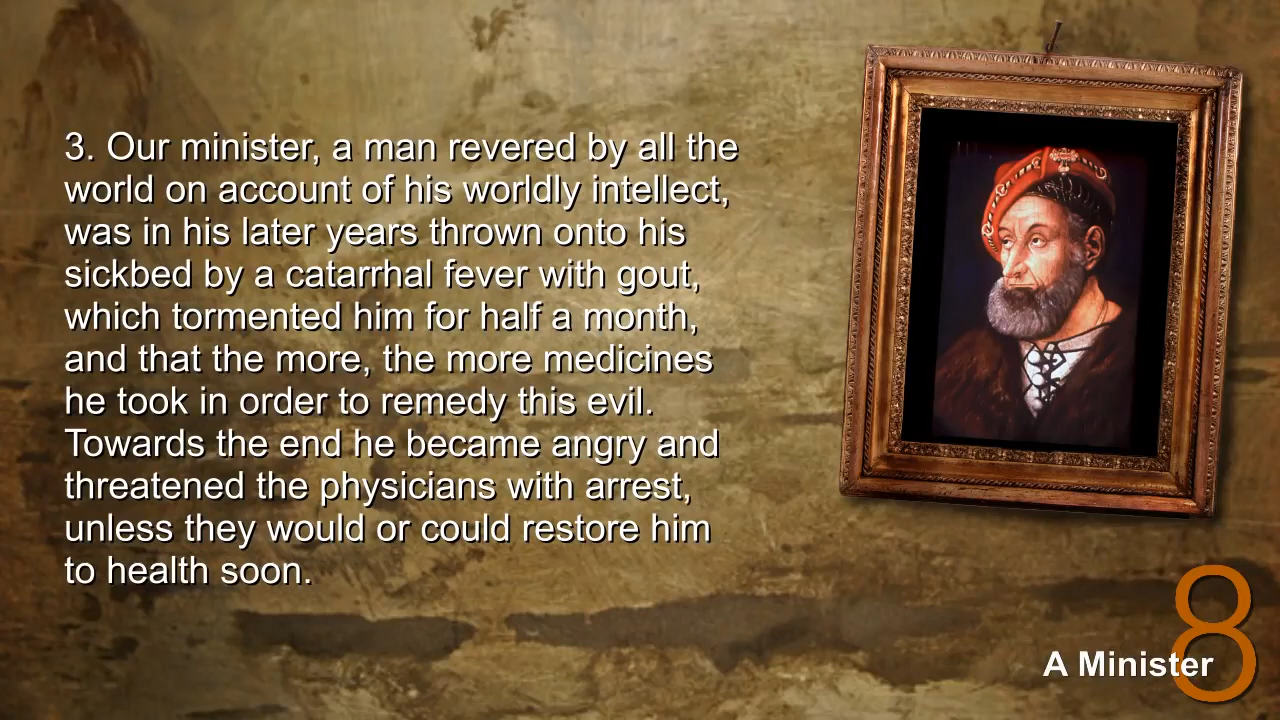 3. Our minister, a man revered by all the
world on account of his worldly intellect,
was in his later years thrown onto his
sickbed by a catarrhal fever with gout,
which tormented him for half a month,
and that the more, the more medicines
he took in order to remedy this evil.
Towards the end he became angry and
threatened the physicians with arrest,
unless they would or could restore him
to health soon.
8
A Minister